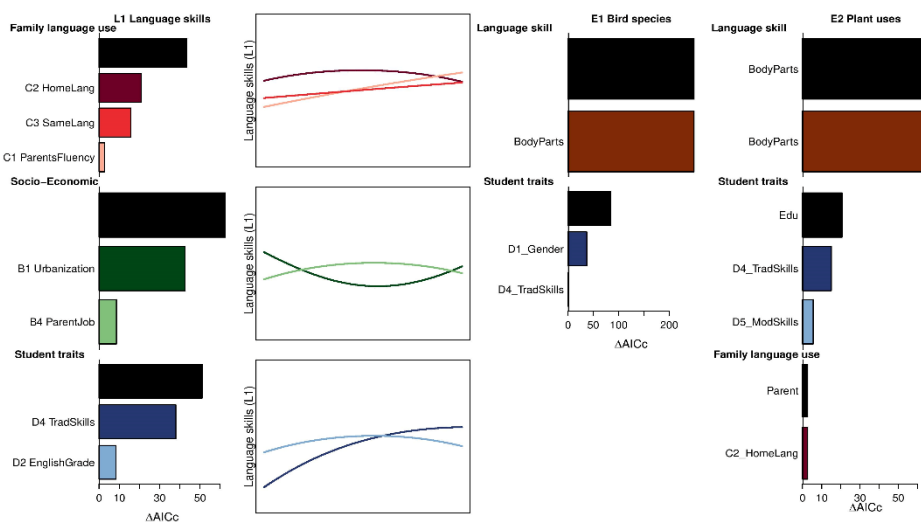 L1 Language skills
Family language use
C2 HomeLang
C3 SameLang
C1 ParentsFluency
Socio−Economic
B1 Urbanization
B4 ParentJob
Student traits
D4 TradSkills
D2 EnglishGrade
0 10 30 50
ΔAICc
Language skills (L1)
Language skills (L1)
Language skills (L1)
E1 Bird species
Language skill
BodyParts
Student traits
D1_Gender
D4_TradSkills
0 50 100 200
ΔAICc
E2 Plant uses
Language skill
BodyParts
BodyParts
Student traits
Edu
D4_TradSkills
D5_ModSkills
Family language use
Parent
C2_HomeLang
0 10 30 50
ΔAICc